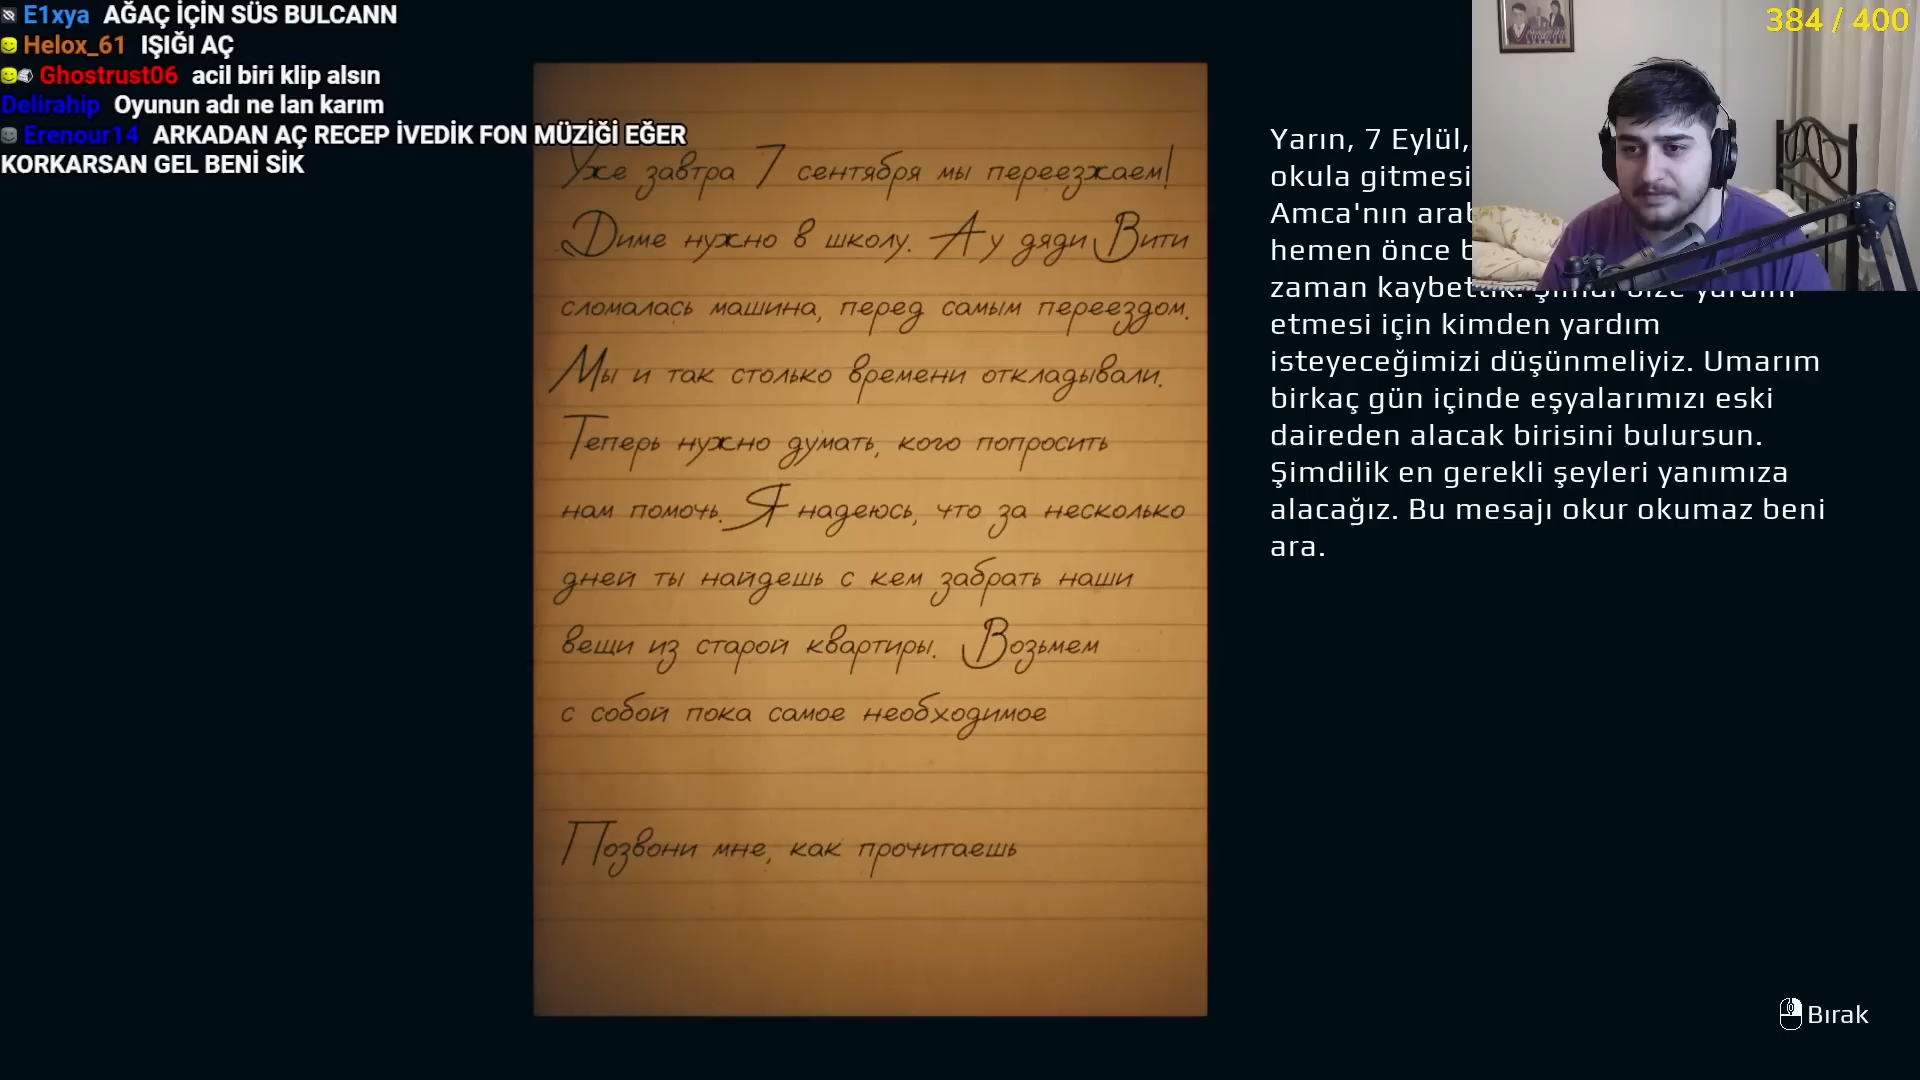 E1xya AĞAÇ İÇİN SÜS BULCANN
Helox_61 IŞIĞI AÇ
Ghostrust06 acil biri klip alsın
Delirahip Oyunun adı ne lan karım
Erenour14 ARKADAN AÇ RECEP İVEDİK FON MÜZİĞİ EĞER
KORKARSAN GEL BENİ SİK
Уже завтра 7 сентября мы переезжаем!
Диме нужно в школу. А у дяди Вити
сломалась машина, перед самым переездом.
Мы и так столько времени откладывали.
Теперь нужно думать, кого попросить
нам помочь. Я надеюсь, что за несколько
дней ты найдешь с кем забрать наши
вещи из старой квартиры. Возьмем
с собой пока самое необходимое
Позвони мне, как прочитаешь
384 / 400
Yarın, 7 Eylül,
okula gitmesi
Amca'nın
hemen önce
zaman kaybettik. Şimdi bize yardım
etmesi için kimden yardım
isteyeceğimizi düşünmeliyiz. Umarım
birkaç gün içinde eşyalarımızı eski
daireden alacak birisini bulursun.
Şimdilik en gerekli şeyleri yanımıza
alacağız. Bu mesajı okur okumaz beni
ara.
Bırak